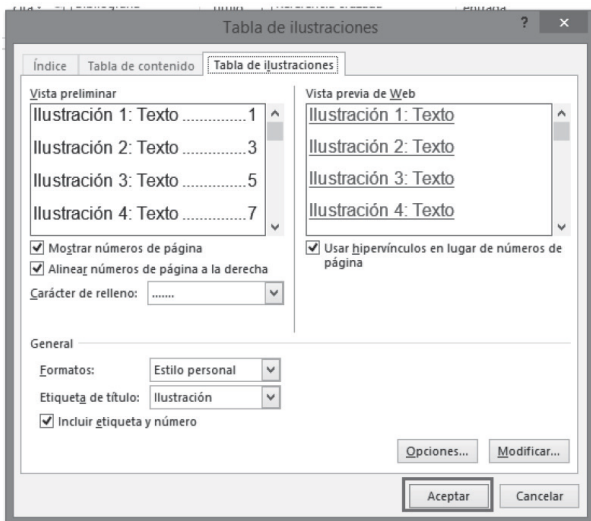 Tabla de ilustraciones
? ×
Índice Tabla de contenido Tabla de ilustraciones
Vista preliminar
Ilustración 1: Texto ...............1
Ilustración 2: Texto ...............3
Ilustración 3: Texto ...............5
Ilustración 4: Texto ...............7
Mostrar números de página
Alinear números de página a la derecha
Carácter de relleno: .......
Vista previa de Web
Ilustración 1: Texto
Ilustración 2: Texto
Ilustración 3: Texto
Ilustración 4: Texto
Usar hipervínculos en lugar de números de
página
General
Formatos: Estilo personal
Etiqueta de título: Ilustración
Incluir etiqueta y número
Opciones... Modificar...
Aceptar Cancelar